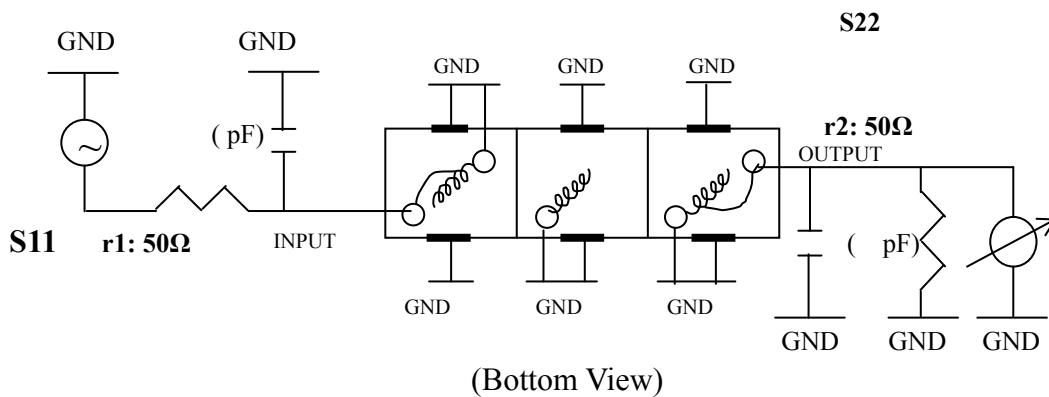 S22
GND
GND
GND
GND
GND
( pF)
r2: 50Ω
OUTPUT
S11
r1: 50Ω
INPUT
( pF)
GND
GND
GND
GND
GND
GND
(Bottom View)